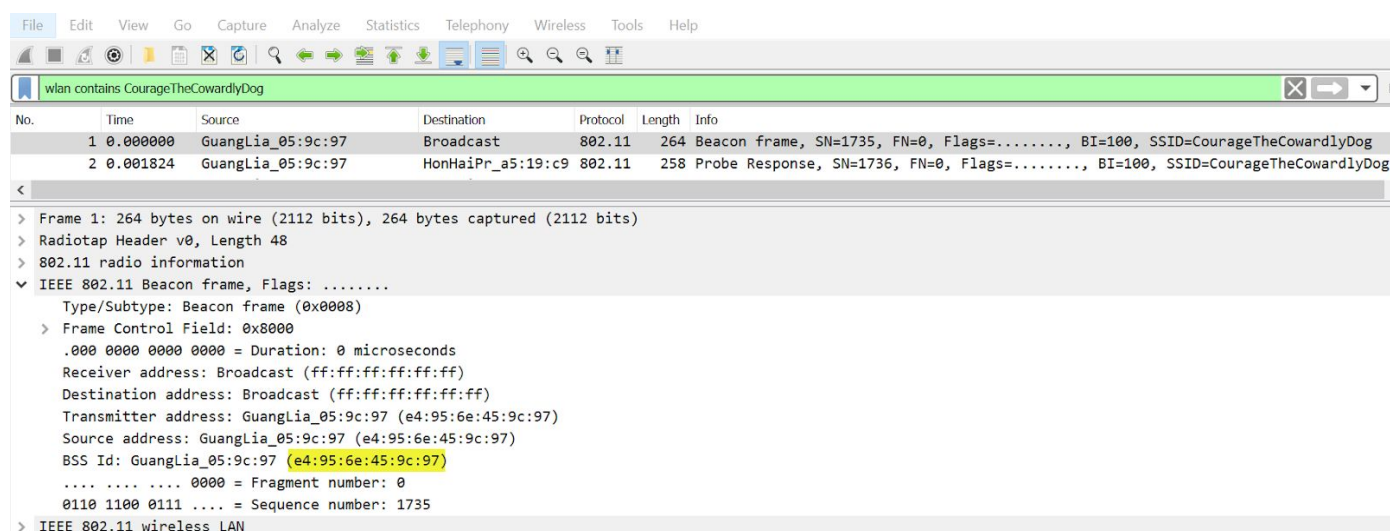 File Edit View Go Capture Analyze Statistics Telephony Wireless Tools Help
wlan contains CourageTheCowardlyDog
No. Time Source Destination Protocol Length Info
1 0.000000 GuangLia_05:9c:97 Broadcast 802.11 264 Beacon frame, SN=1735, FN=0, Flags=........, BI=100, SSID=CourageTheCowardlyDog
2 0.001824 GuangLia_05:9c:97 HonHaiPr_a5:19:c9 802.11 258 Probe Response, SN=1736, FN=0, Flags=........, BI=100, SSID=CourageTheCowardlyDog
> Frame 1: 264 bytes on wire (2112 bits), 264 bytes captured (2112 bits)
> Radiotap Header v0, Length 48
> 802.11 radio information
IEEE 802.11 Beacon frame, Flags: ........
Type/Subtype: Beacon frame (0x0008)
> Frame Control Field: 0x8000
.000 0000 0000 0000 = Duration: 0 microseconds
Receiver address: Broadcast (ff:ff:ff:ff:ff:ff)
Destination address: Broadcast (ff:ff:ff:ff:ff:ff)
Transmitter address: GuangLia_05:9c:97 (e4:95:6e:45:9c:97)
Source address: GuangLia_05:9c:97 (e4:95:6e:45:9c:97)
BSS Id: GuangLia_05:9c:97 (e4:95:6e:45:9c:97)
.... .... .... 0000 = Fragment number: 0
0110 1100 0111 .... = Sequence number: 1735
> IEEE 802.11 wireless LAN